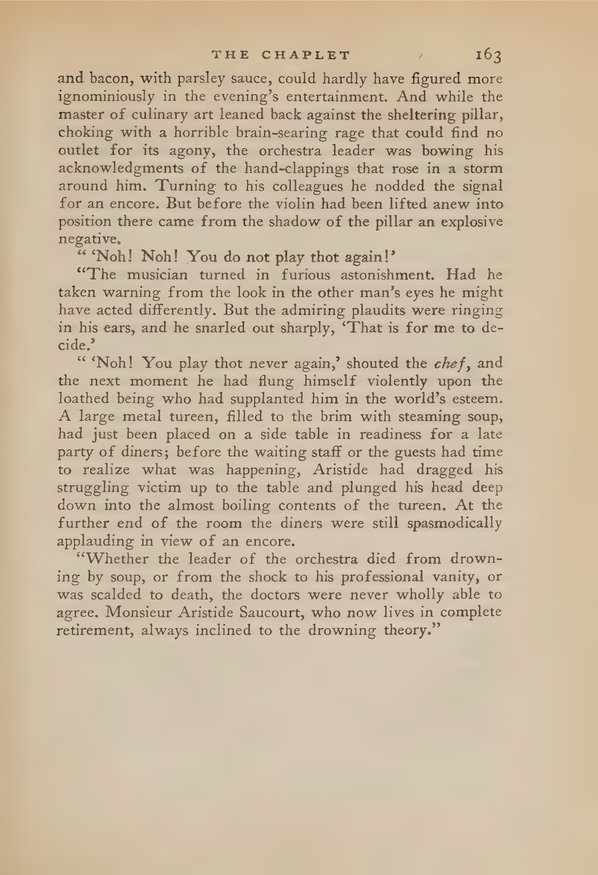 THE CHAPLET 163
and bacon, with parsley sauce, could hardly have figured more
ignominiously in the evening's entertainment. And while the
master of culinary art leaned back against the sheltering pillar,
choking with a horrible brain-searing rage that could find no
outlet for its agony, the orchestra leader was bowing his
acknowledgments of the hand-clappings that rose in a storm
around him. Turning to his colleagues he nodded the signal
for an encore. But before the violin had been lifted anew into
position there came from the shadow of the pillar an explosive
negative.
“ ‘Noh! Noh! You do not play thot again!’
“The musician turned in furious astonishment. Had he
taken warning from the look in the other man's eyes he might
have acted differently. But the admiring plaudits were ringing
in his ears, and he snarled out sharply, ‘That is for me to de-
cide.’
“ ‘Noh! You play thot never again,’ shouted the chef, and
the next moment he had flung himself violently upon the
loathed being who had supplanted him in the world's esteem.
A large metal tureen, filled to the brim with steaming soup,
had just been placed on a side table in readiness for a late
party of diners; before the waiting staff or the guests had time
to realize what was happening, Aristide had dragged his
struggling victim up to the table and plunged his head deep
down into the almost boiling contents of the tureen. At the
further end of the room the diners were still spasmodically
applauding in view of an encore.
“Whether the leader of the orchestra died from drown-
ing by soup, or from the shock to his professional vanity, or
was scalded to death, the doctors were never wholly able to
agree. Monsieur Aristide Saucourt, who now lives in complete
retirement, always inclined to the drowning theory.”